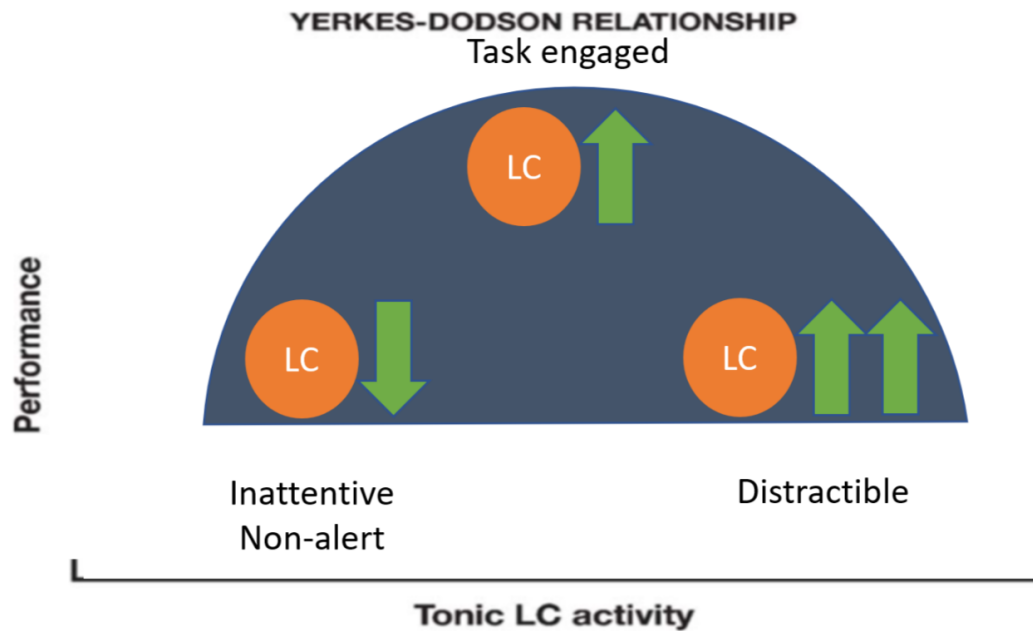 YERKES-DODSON RELATIONSHIP
Task engaged
LC
LC
LC
Performance
Inattentive
Non-alert
Distractible
Tonic LC activity